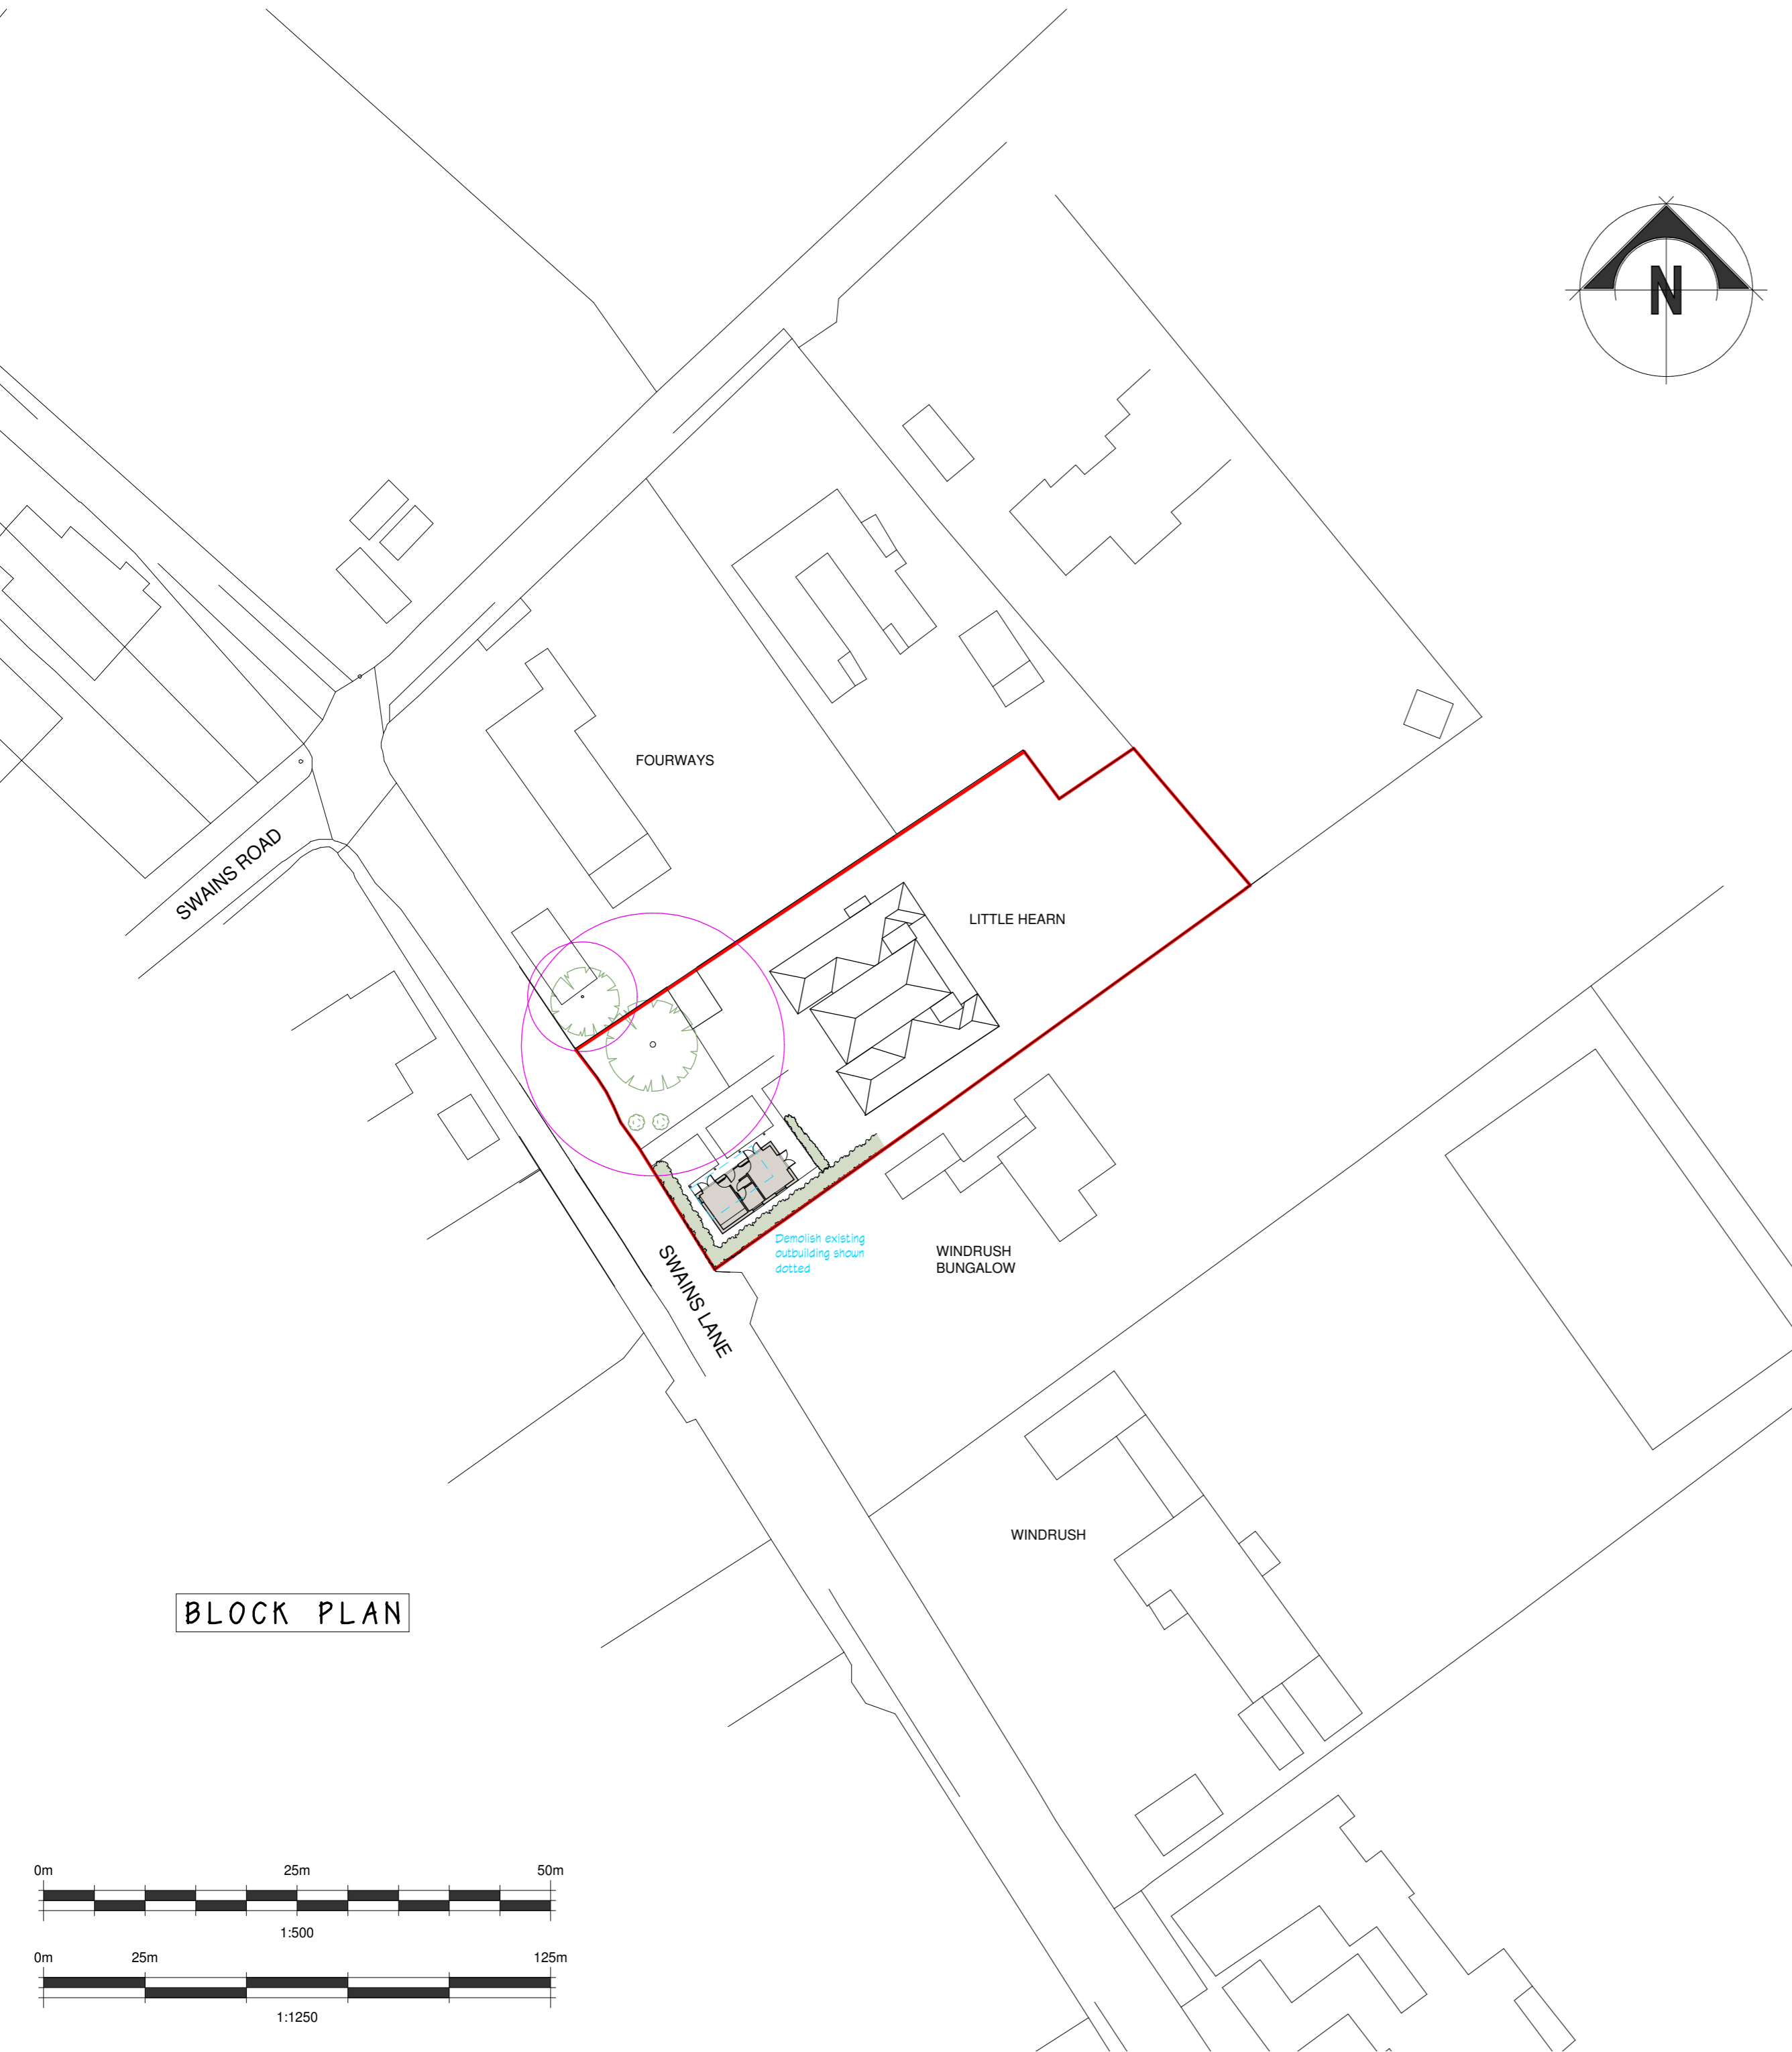 N
FOURWAYS
SWAINS ROAD
LITTLE HEARN
Demolish existing
outbuilding shown
dotted
WINDRUSH
BUNGALOW
SWAINS LANE
WINDRUSH
BLOCK PLAN
0m 25m 50m
1:500
0m 25m 125m
1:1250